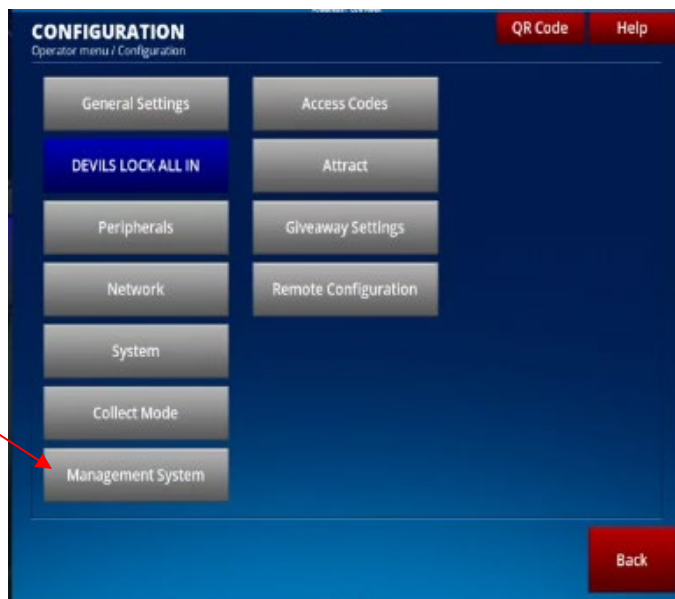 CONFIGURATION
Operator menu / Configuration
QR Code
Help
General Settings
Access Codes
DEVILS LOCK ALL IN
Attract
Peripherals
Giveaway Settings
Network
Remote Configuration
System
Collect Mode
Management System
Back